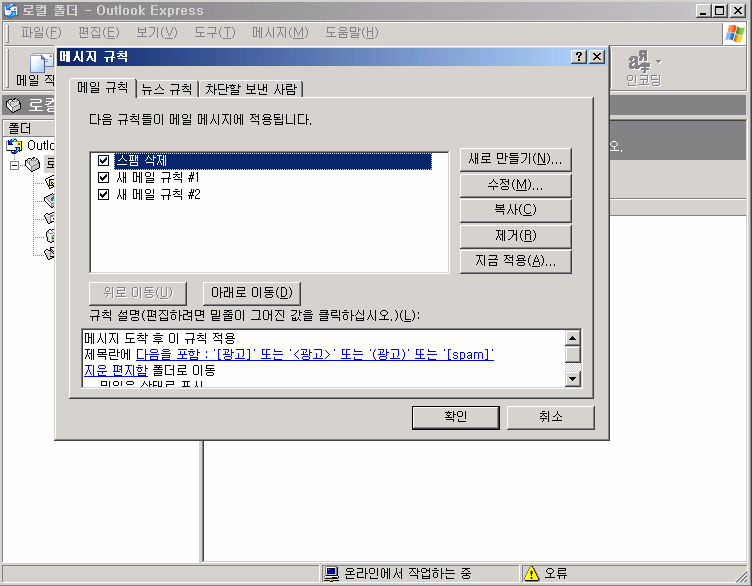 로컬 폴더 - Outlook Express
파일(F) 편집(E) 보기(V) 도구(T) 메시지(M) 도움말(H)
메시지 규칙
메일 작
인코딩
메일 규칙 뉴스 규칙 차단할 보낸 사람
로컬
다음 규칙들이 메일 메시지에 적용됩니다.
폴더
Outlo
오.
로
스팸 삭제
새 메일 규칙 #1
새 메일 규칙 #2
새로 만들기(N)...
수정(M)...
복사(C)
제거(R)
지금 적용(A)...
위로 이동(U) 아래로 이동(D)
규칙 설명(편집하려면 밑줄이 그어진 값을 클릭하십시오.)(L):
메시지 도착 후 이 규칙 적용
제목란에 다음을 포함 : '[광고]' 또는 '<광고>' 또는 '(광고)' 또는 '[spam]'
지운 편지함 폴더로 이동
및읽음 상태로 표시
확인 취소
온라인에서 작업하는 중 오류